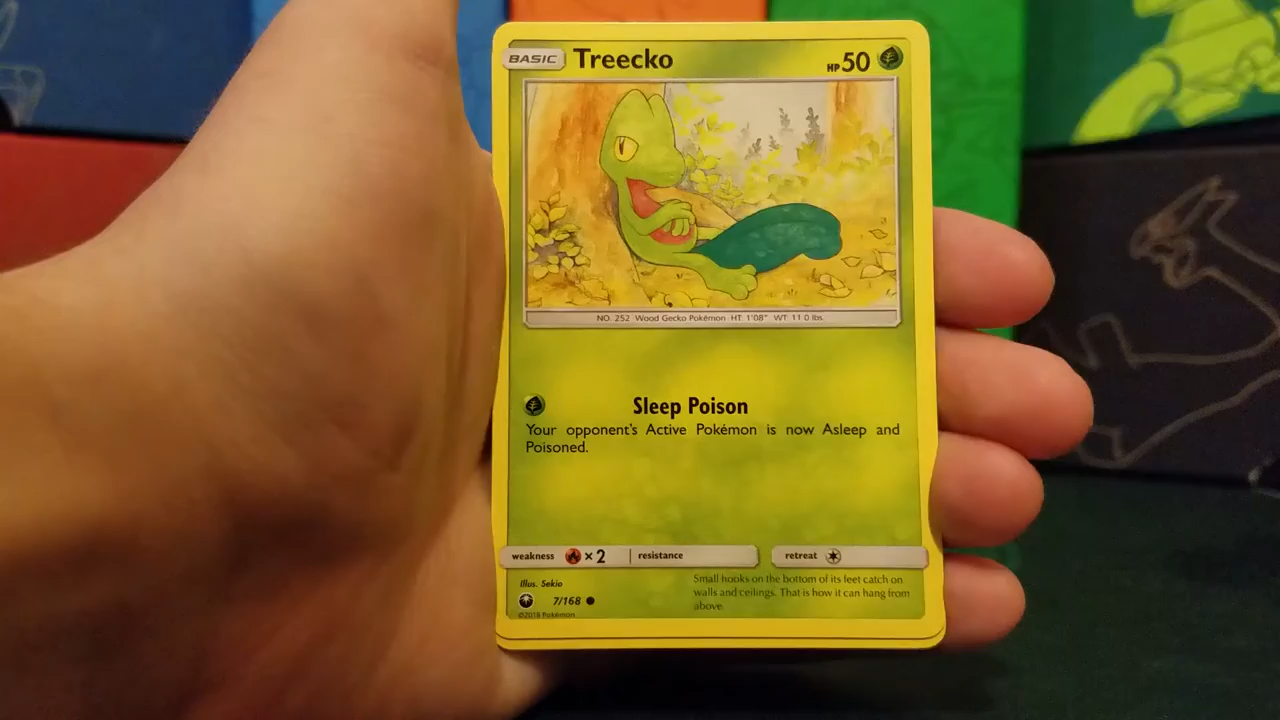 BASIC Treecko HP 50
NO. 252 Wood Gecko Pokémon HT: 1'08" WT: 11.0 lbs.
Sleep Poison
Your opponent's Active Pokémon is now Asleep and
Poisoned.
weakness ×2 resistance retreat
Illus. Sekio
7/168
©2018 Pokémon
Small hooks on the bottom of its feet catch on
walls and ceilings. That is how it can hang from
above.